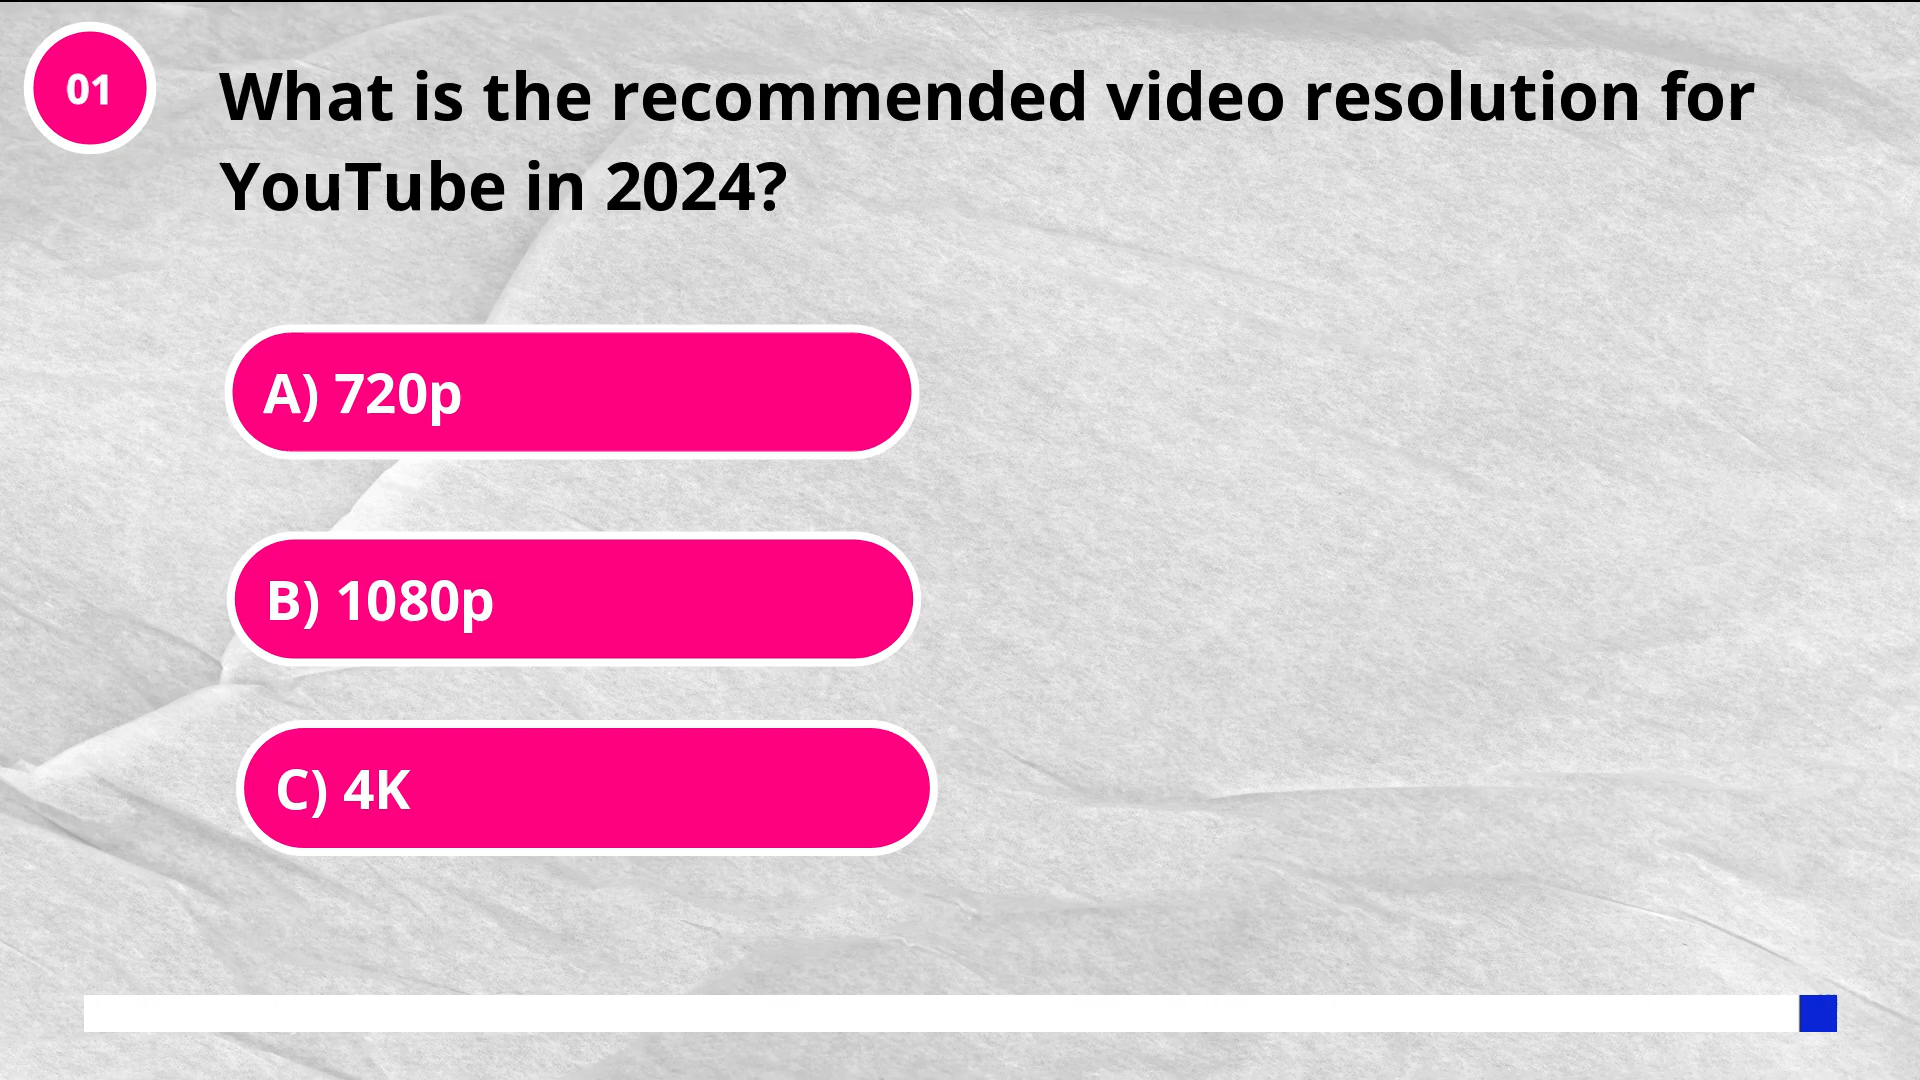 01
What is the recommended video resolution for
YouTube in 2024?
A) 720p
B) 1080p
C) 4K